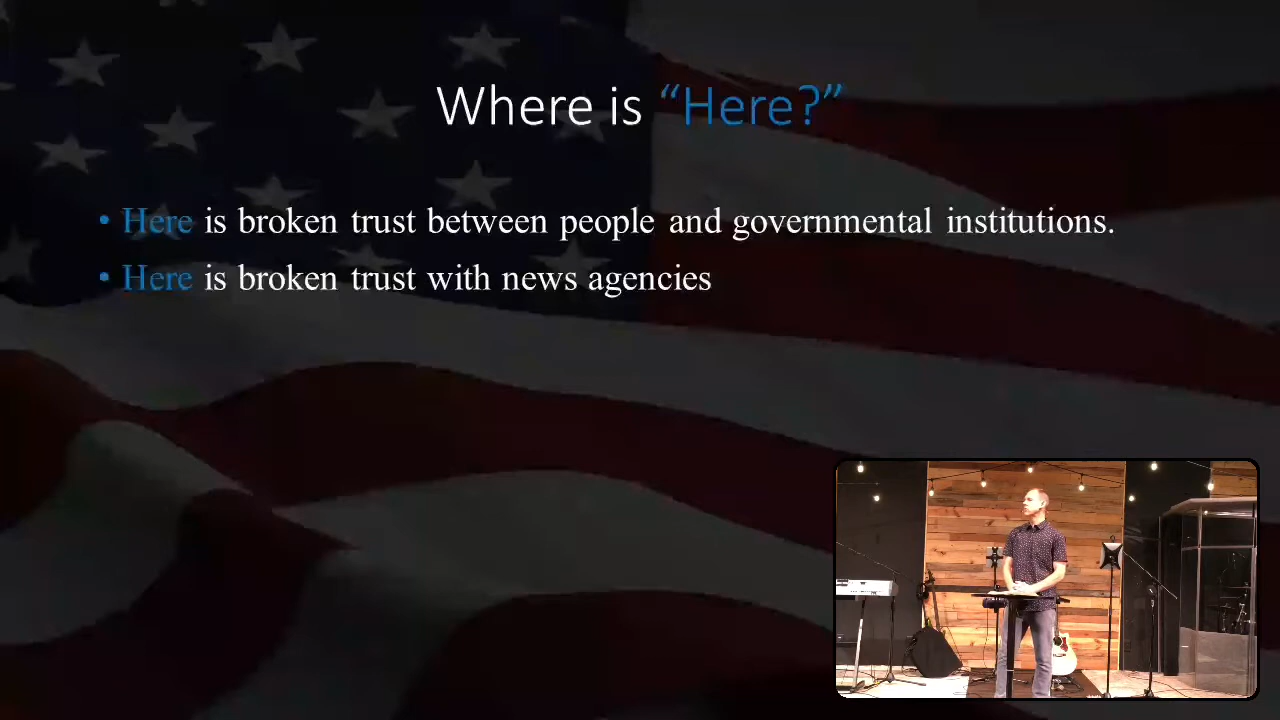 Where is “Here?”
• Here is broken trust between people and governmental institutions.
• Here is broken trust with news agencies